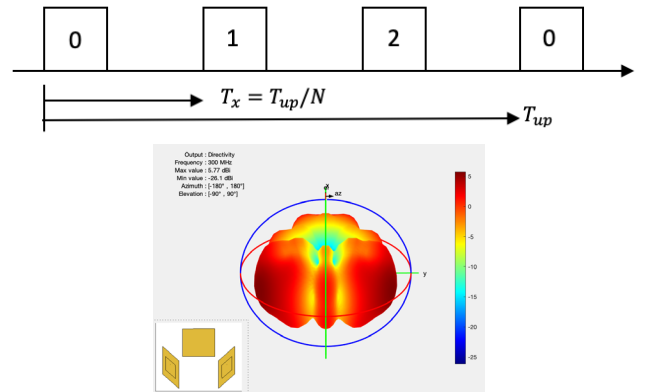 0 1 2 0
Tₓ = Tᵤₚ/N
Tᵤₚ
Output : Directivity
Frequency : 300 MHz
Max value : 5.77 dBi
Min value : -26.1 dBi
Azimuth : [-180° , 180°]
Elevation : [-90° , 90°]
az
y
5
0
-5
-10
-15
-20
-25